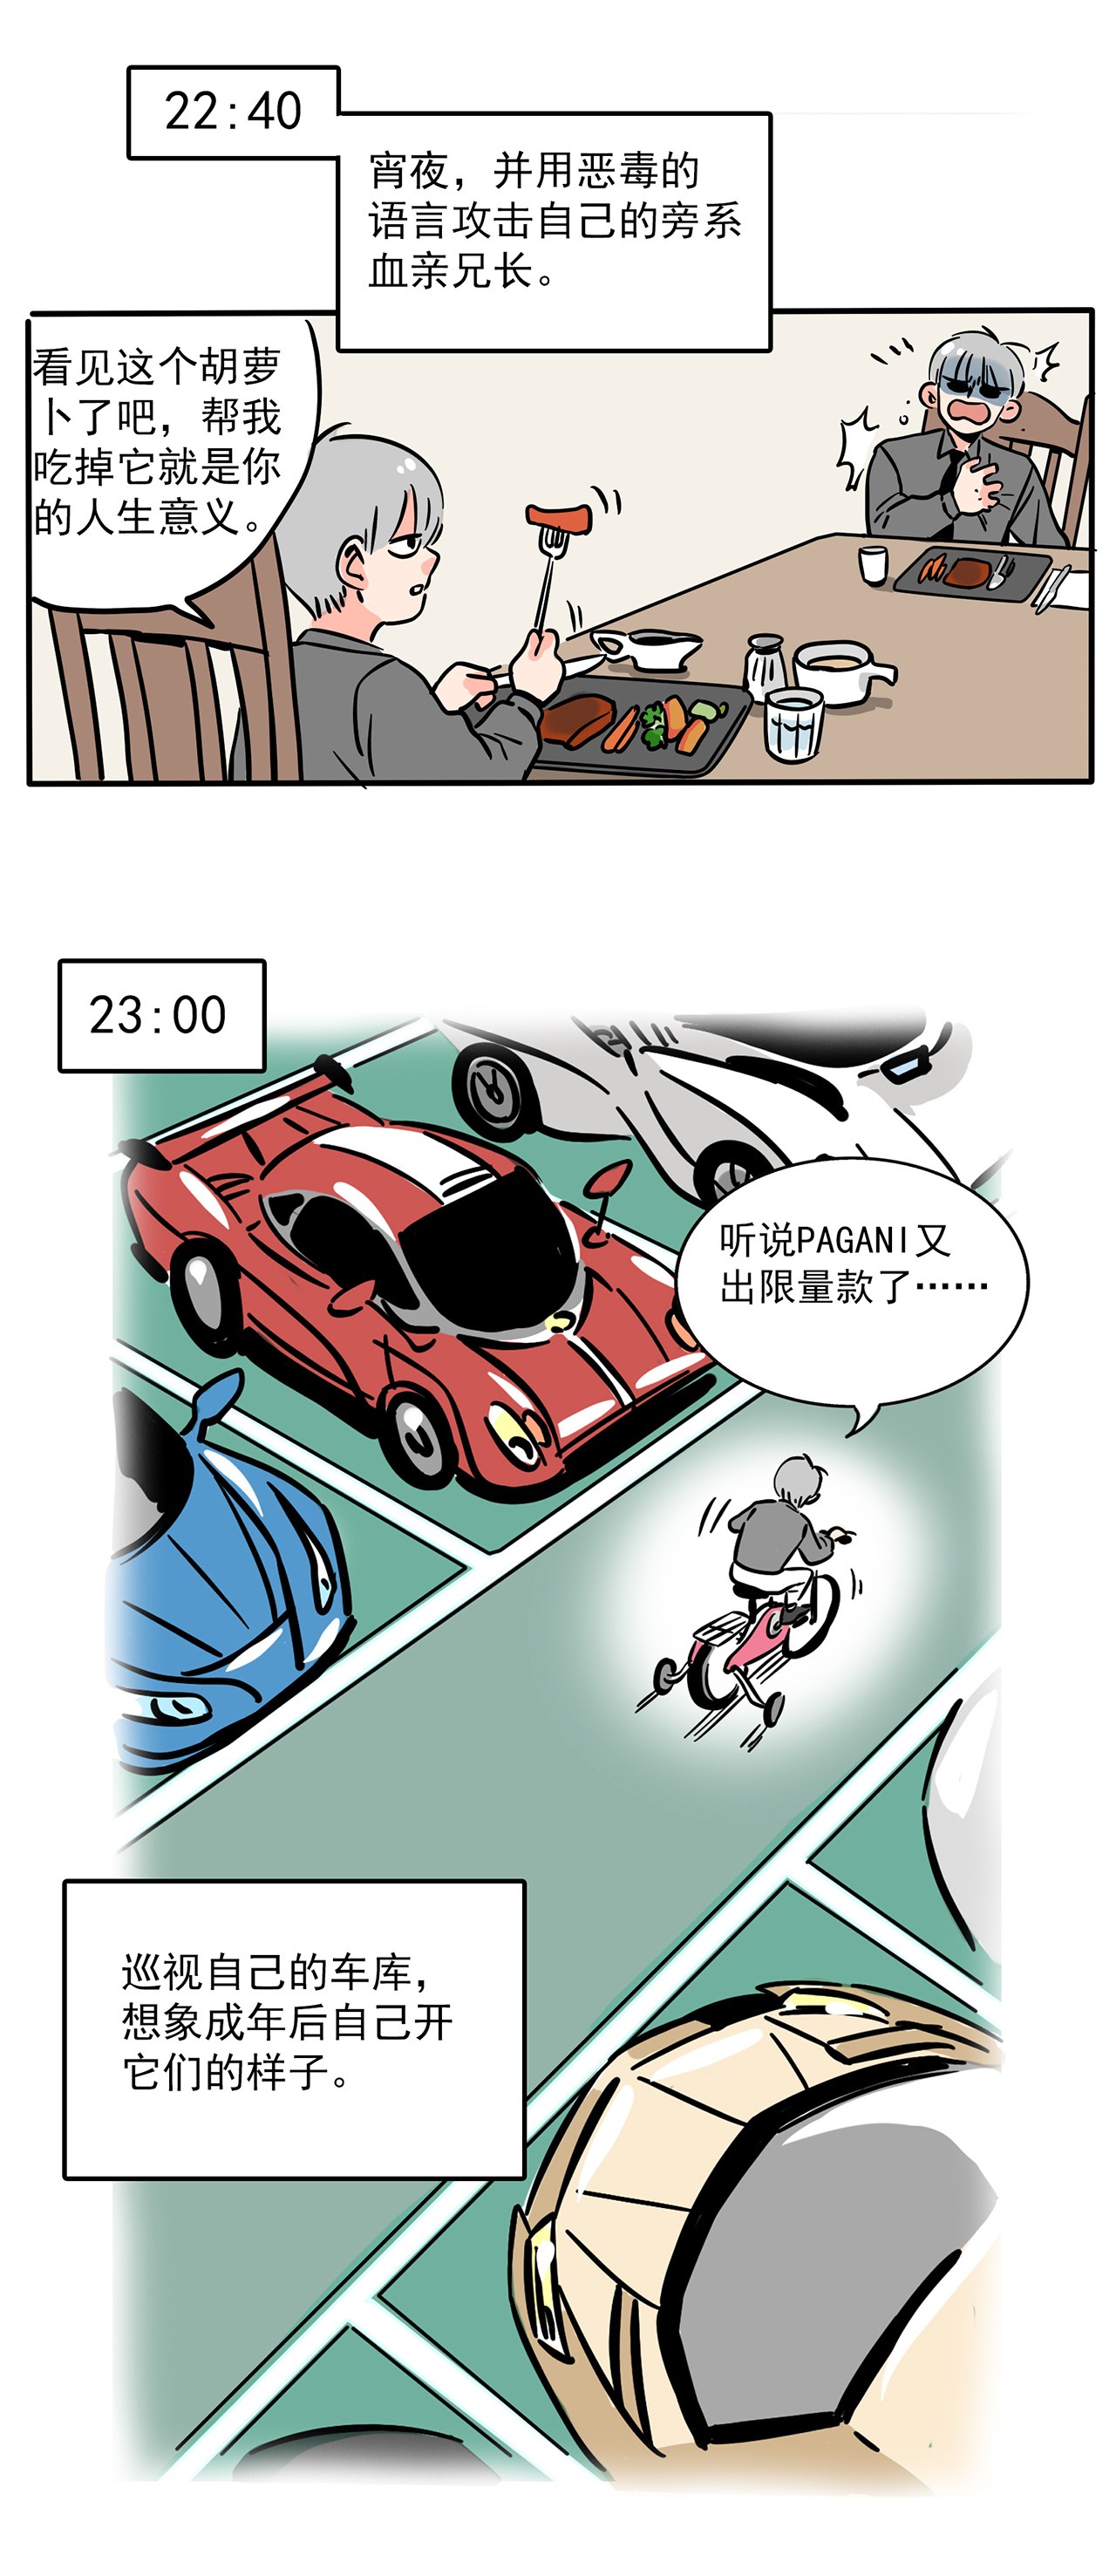 22:40
宵夜，并用恶毒的
语言攻击自己的旁系
血亲兄长。
看见这个胡萝
卜了吧，帮我
吃掉它就是你
的人生意义。
23:00
听说PAGANI又
出限量款了……
巡视自己的车库，
想象成年后自己开
它们的样子。